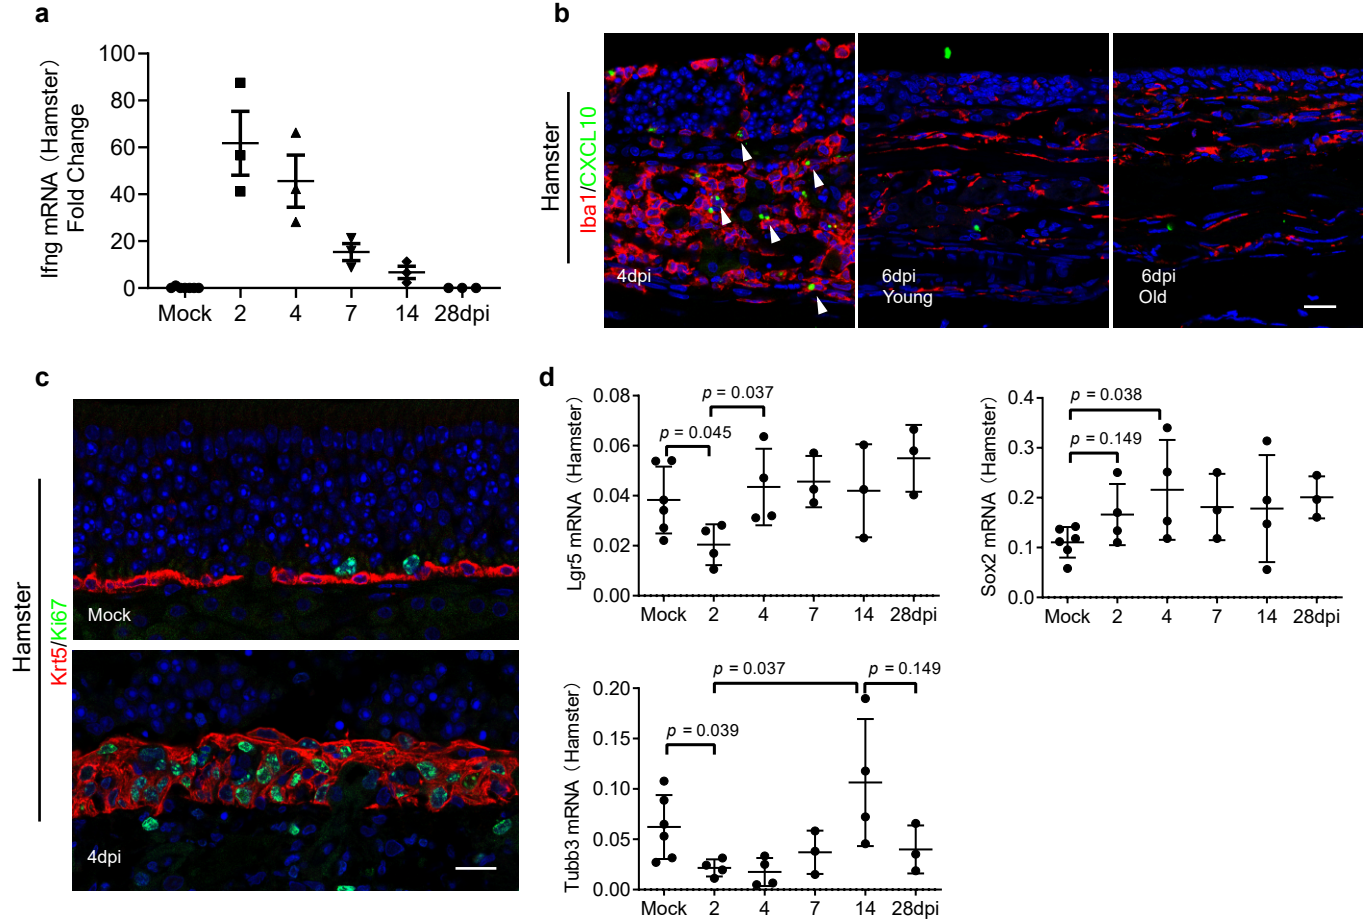 a
Ifng mRNA (Hamster)
Fold Change
100
80
60
40
20
0
Mock 2 4 7 14 28dpi
b
Hamster
Iba1/CXCL10
4dpi
6dpi
Young
6dpi
Old
c
Hamster
Krt5/Ki67
Mock
4dpi
d
Lgr5 mRNA (Hamster)
0.08
0.06
0.04
0.02
0.00
p = 0.037
p = 0.045
Mock 2 4 7 14 28dpi
Sox2 mRNA (Hamster)
0.4
0.3
0.2
0.1
0.0
p = 0.038
p = 0.149
Mock 2 4 7 14 28dpi
Tubb3 mRNA (Hamster)
0.20
0.15
0.10
0.05
0.00
p = 0.037
p = 0.149
p = 0.039
Mock 2 4 7 14 28dpi